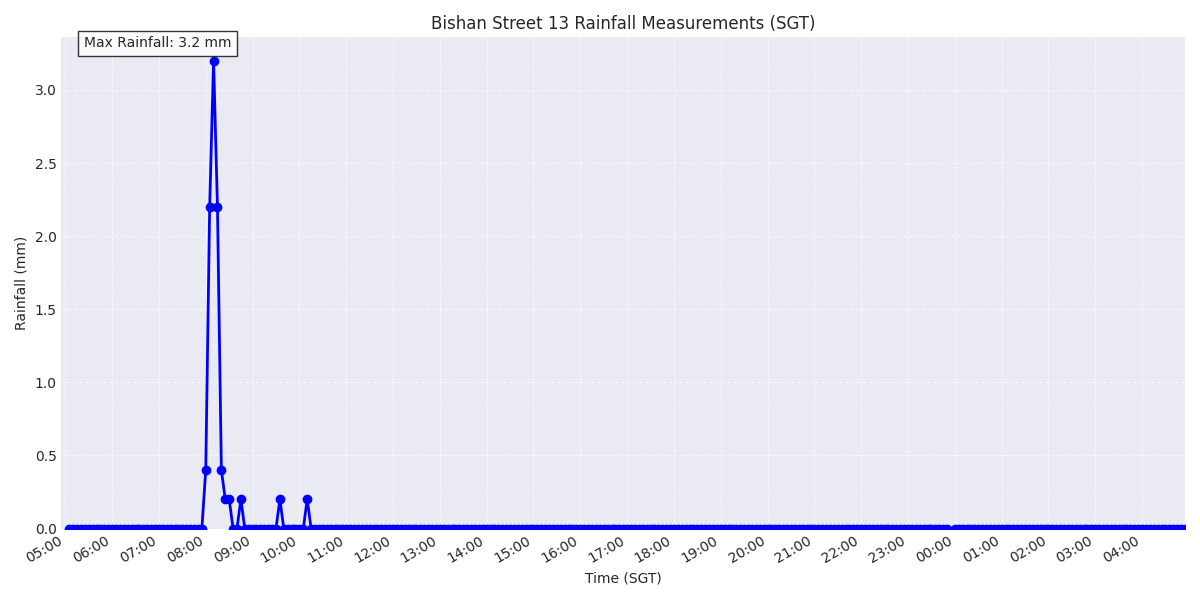 Bishan Street 13 Rainfall Measurements (SGT)
Max Rainfall: 3.2 mm
Rainfall (mm)
3.0
2.5
2.0
1.5
1.0
0.5
0.0
05:00 06:00 07:00 08:00 09:00 10:00 11:00 12:00 13:00 14:00 15:00 16:00 17:00 18:00 19:00 20:00 21:00 22:00 23:00 00:00 01:00 02:00 03:00 04:00
Time (SGT)